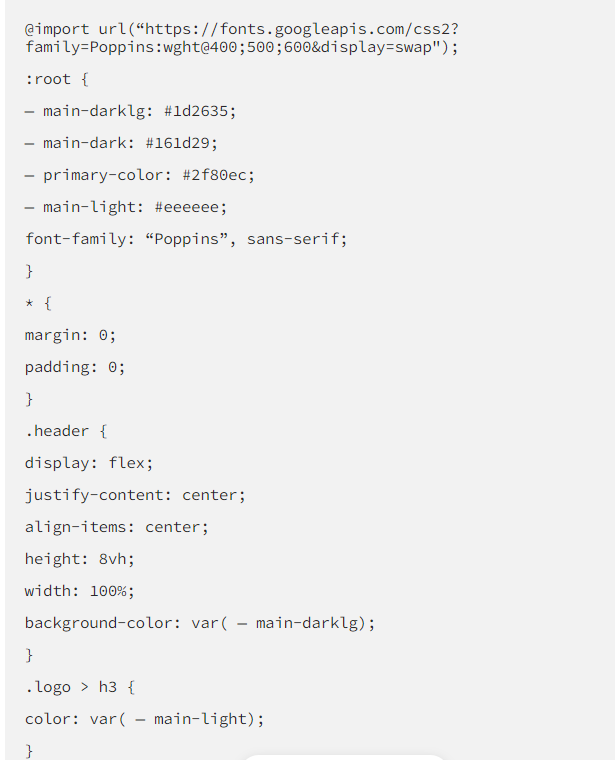 @import url(“https://fonts.googleapis.com/css2?
family=Poppins:wght@400;500;600&display=swap");
:root {
— main-darklg: #1d2635;
— main-dark: #161d29;
— primary-color: #2f80ec;
— main-light: #eeeeee;
font-family: “Poppins”, sans-serif;
}
* {
margin: 0;
padding: 0;
}
.header {
display: flex;
justify-content: center;
align-items: center;
height: 8vh;
width: 100%;
background-color: var( — main-darklg);
}
.logo > h3 {
color: var( — main-light);
}